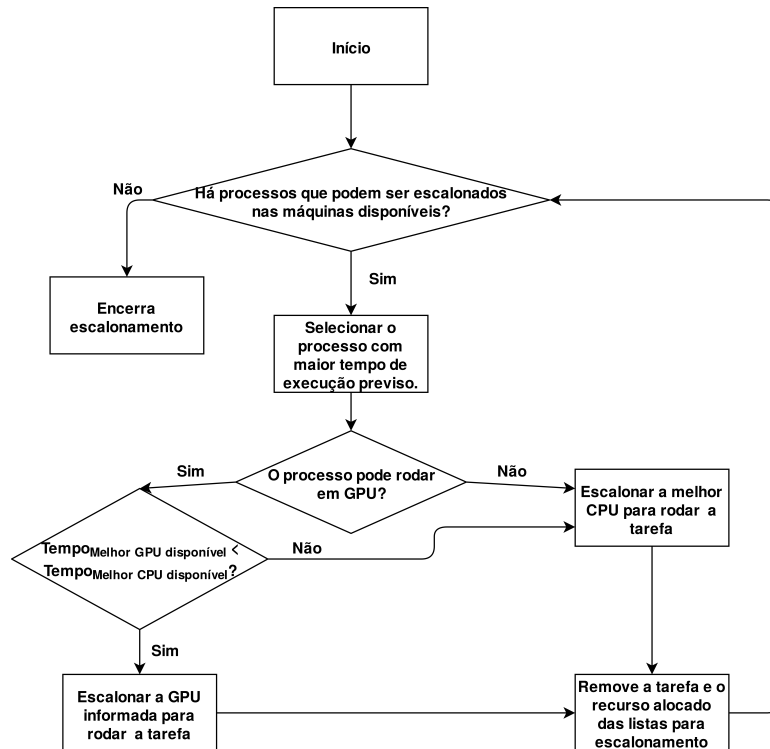 Início
Há processos que podem ser escalonados
nas máquinas disponíveis?
Não
Sim
Encerra
escalonamento
Selecionar o
processo com
maior tempo de
execução previso.
O processo pode rodar
em GPU?
Sim
Não
Escalonar a melhor
CPU para rodar a
tarefa
TempoMelhor GPU disponível <
TempoMelhor CPU disponível?
Não
Sim
Escalonar a GPU
informada para
rodar a tarefa
Remove a tarefa e o
recurso alocado
das listas para
escalonamento